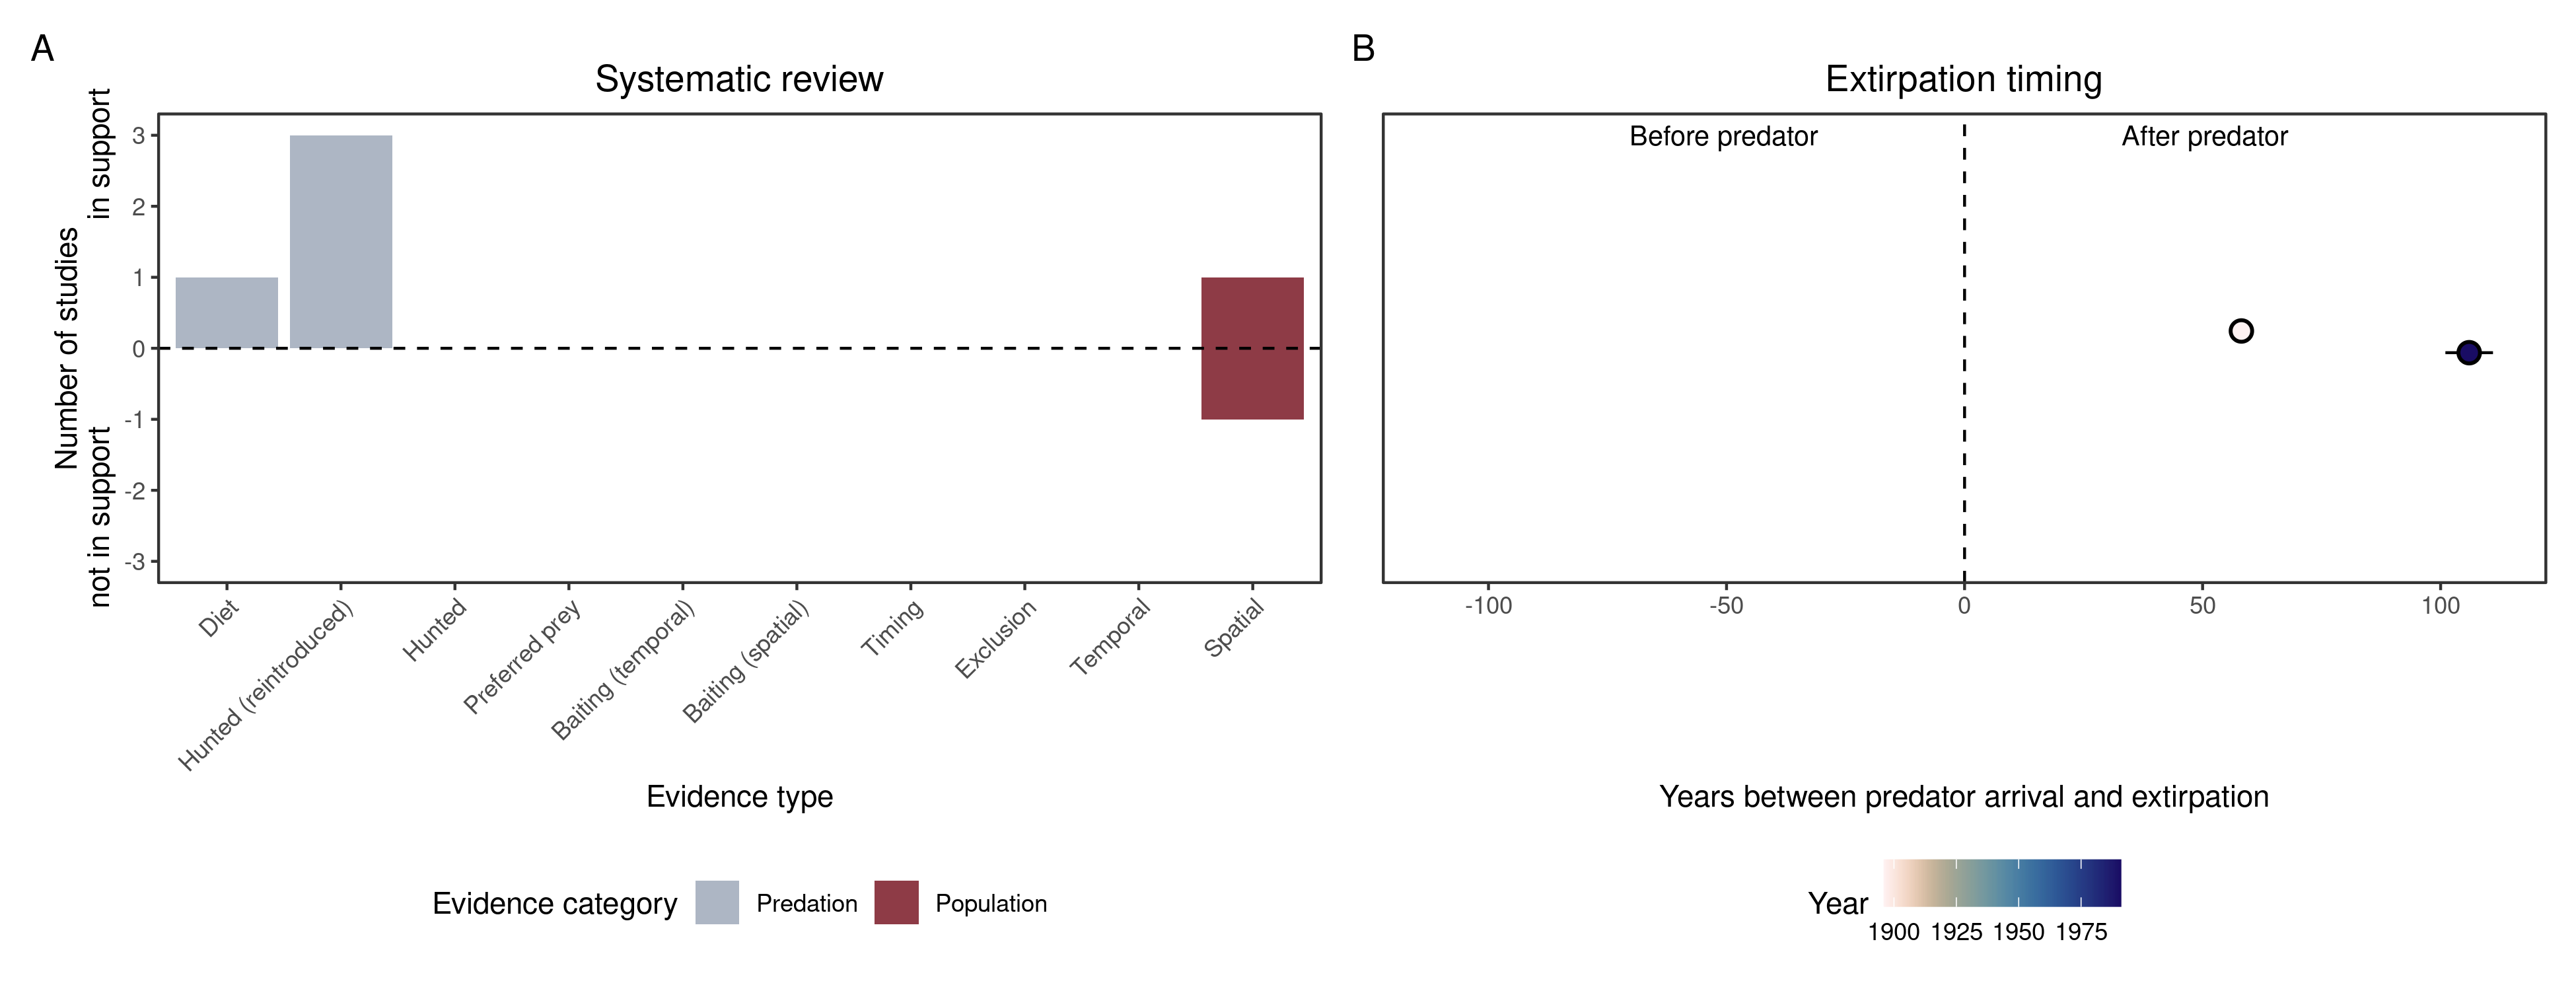 A
Systematic review
Number of studies
not in support
in support
3
2
1
0
-1
-2
-3
Diet
Hunted (reintroduced)
Hunted
Preferred prey
Baiting (temporal)
Baiting (spatial)
Timing
Exclusion
Temporal
Spatial
Evidence type
Evidence category
Predation
Population
B
Extirpation timing
Before predator
After predator
-100
-50
0
50
100
Years between predator arrival and extirpation
Year
1900 1925 1950 1975